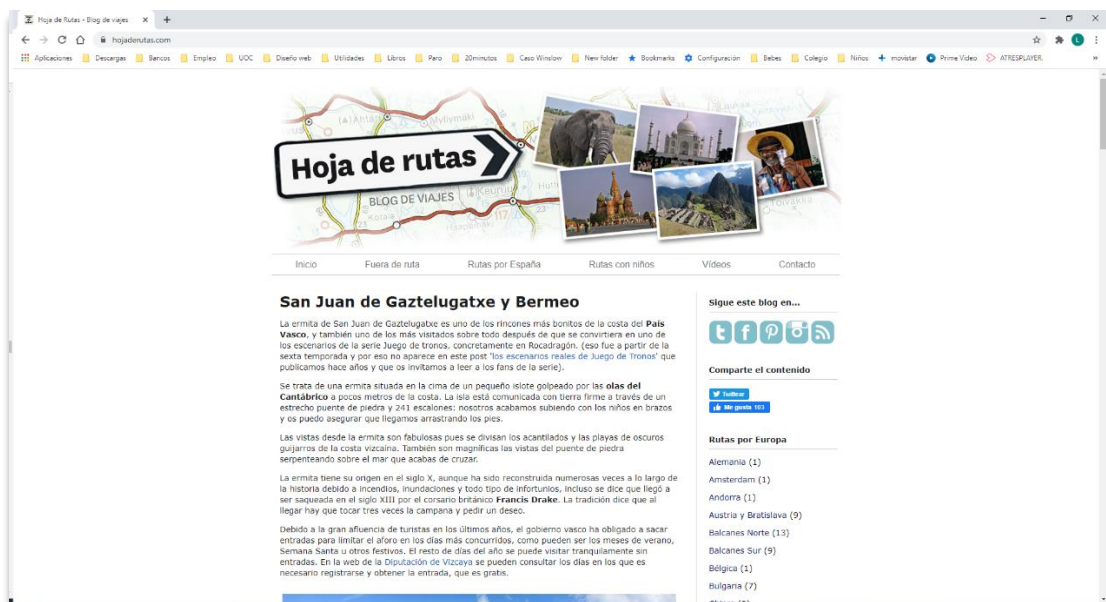 Hoja de Rutas - Blog de viajes
hojaderutas.com
L
Aplicaciones Descargas Bancos Empleo UOC Diseño web Utilidades Libros Paro 20minutos Caso Winslow New folder Bookmarks Configuración Bebes Colegio Niños movistar Prime Video ATRESPLAYER.
Hoja de rutas
BLOG DE VIAJES
Inicio Fuera de ruta Rutas por España Rutas con niños Vídeos Contacto
San Juan de Gaztelugatxe y Bermeo
La ermita de San Juan de Gaztelugatxe es uno de los rincones más bonitos de la costa del País
Vasco, y también uno de los más visitados sobre todo después de que se convirtiera en uno de
los escenarios de la serie Juego de tronos, concretamente en Rocadragón. (eso fue a partir de la
sexta temporada y por eso no aparece en este post 'los escenarios reales de Juego de Tronos' que
publicamos hace años y que os invitamos a leer a los fans de la serie).
Se trata de una ermita situada en la cima de un pequeño islote golpeado por las olas del
Cantábrico a pocos metros de la costa. La isla está comunicada con tierra firme a través de un
estrecho puente de piedra y 241 escalones: nosotros acabamos subiendo con los niños en brazos
y os puedo asegurar que llegamos arrastrando los pies.
Las vistas desde la ermita son fabulosas pues se divisan los acantilados y las playas de oscuros
guijarros de la costa vizcaína. También son magníficas las vistas del puente de piedra
serpenteando sobre el mar que acabas de cruzar.
La ermita tiene su origen en el siglo X, aunque ha sido reconstruida numerosas veces a lo largo de
la historia debido a incendios, inundaciones y todo tipo de infortunios, incluso se dice que llegó a
ser saqueada en el siglo XIII por el corsario británico Francis Drake. La tradición dice que al
llegar hay que tocar tres veces la campana y pedir un deseo.
Debido a la gran afluencia de turistas en los últimos años, el gobierno vasco ha obligado a sacar
entradas para limitar el aforo en los días más concurridos, como pueden ser los meses de verano,
Semana Santa u otros festivos. El resto de días del año se puede visitar tranquilamente sin
entradas. En la web de la Diputación de Vizcaya se pueden consultar los días en los que es
necesario registrarse y obtener la entrada, que es gratis.
Sigue este blog en...
Comparte el contenido
Twittear
Me gusta 103
Rutas por Europa
Alemania (1)
Amsterdam (1)
Andorra (1)
Austria y Bratislava (9)
Balcanes Norte (13)
Balcanes Sur (9)
Bélgica (1)
Bulgaria (7)